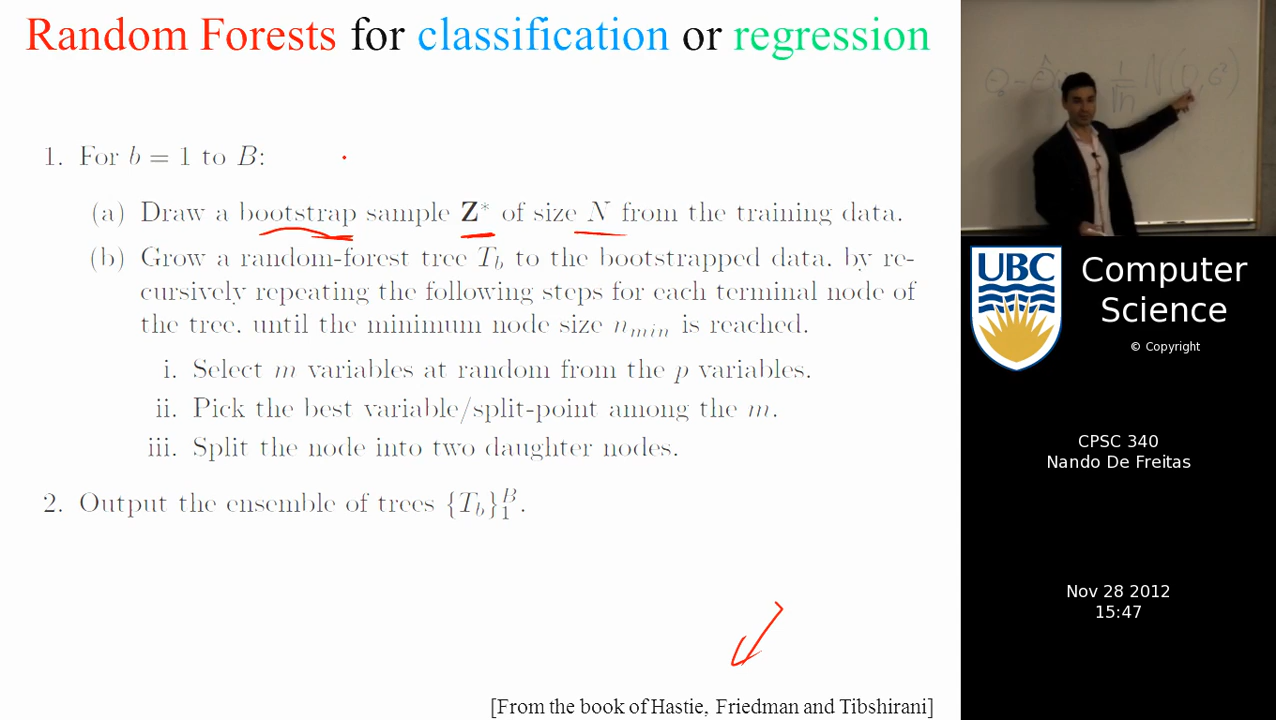 Random Forests for classification or regression
1. For b = 1 to B:
(a) Draw a bootstrap sample Z* of size N from the training data.
(b) Grow a random-forest tree T_b to the bootstrapped data, by re-
cursively repeating the following steps for each terminal node of
the tree, until the minimum node size n_min is reached.
i. Select m variables at random from the p variables.
ii. Pick the best variable/split-point among the m.
iii. Split the node into two daughter nodes.
2. Output the ensemble of trees {T_b}_1^B.
[From the book of Hastie, Friedman and Tibshirani]
UBC
Computer
Science
© Copyright
CPSC 340
Nando De Freitas
Nov 28 2012
15:47